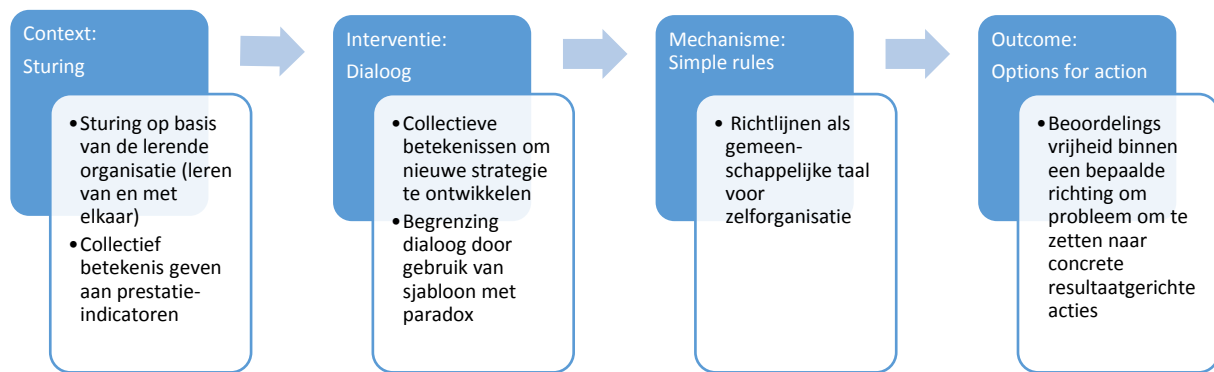 Context:
Sturing
•Sturing op basis
van de lerende
organisatie (leren
van en met
elkaar)
•Collectief
betekenis geven
aan prestatie-
indicatoren
Interventie:
Dialoog
•Collectieve
betekenissen om
nieuwe strategie
te ontwikkelen
•Begrenzing
dialoog door
gebruik van
sjabloon met
paradox
Mechanisme:
Simple rules
• Richtlijnen als
gemeen-
schappelijke taal
voor
zelforganisatie
Outcome:
Options for action
•Beoordelings
vrijheid binnen
een bepaalde
richting om
probleem om te
zetten naar
concrete
resultaatgerichte
acties